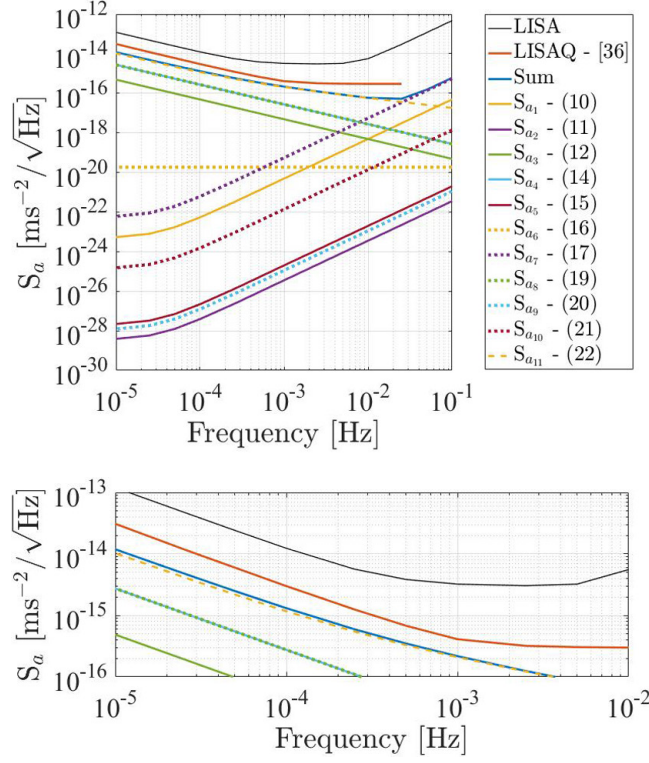 10^-12
10^-14
10^-16
10^-18
10^-20
10^-22
10^-24
10^-26
10^-28
10^-30
S_a [ms^-2/√Hz]
10^-5
10^-4
10^-3
10^-2
10^-1
Frequency [Hz]
LISA
LISAQ - [36]
Sum
S_a1 - (10)
S_a2 - (11)
S_a3 - (12)
S_a4 - (14)
S_a5 - (15)
S_a6 - (16)
S_a7 - (17)
S_a8 - (19)
S_a9 - (20)
S_a10 - (21)
S_a11 - (22)
10^-13
10^-14
10^-15
10^-16
S_a [ms^-2/√Hz]
10^-5
10^-4
10^-3
10^-2
Frequency [Hz]